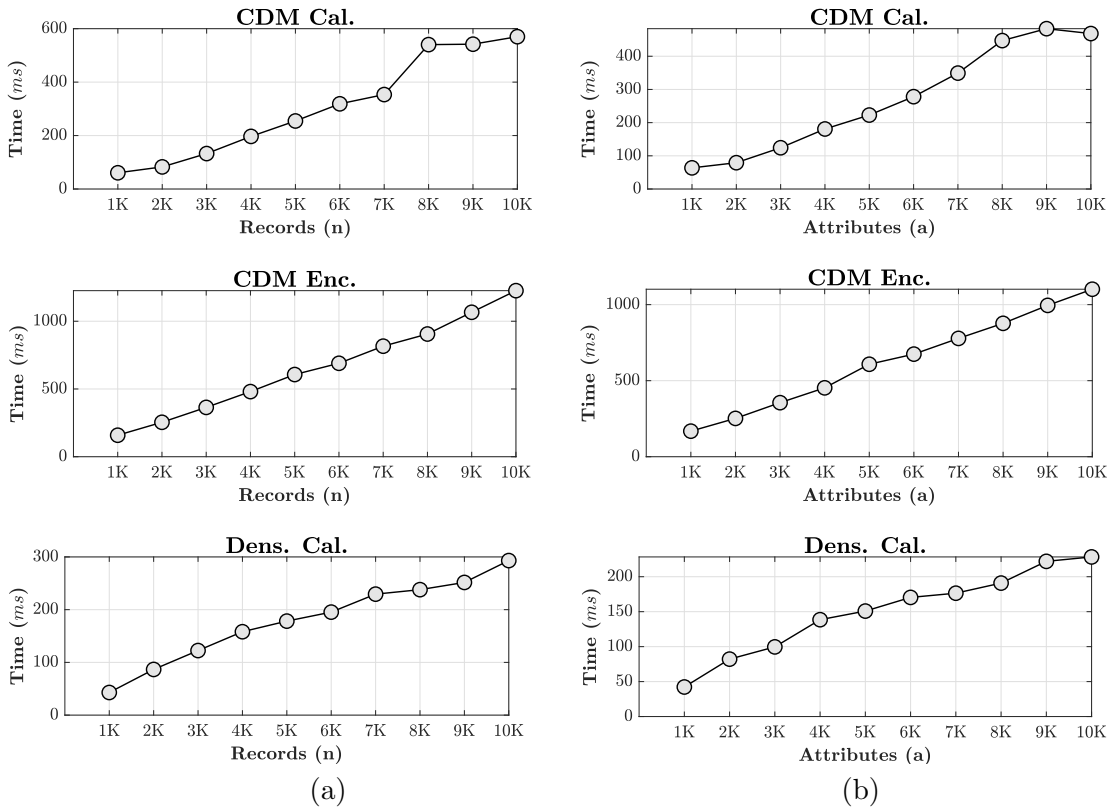 CDM Cal.
600
400
200
0
Time (ms)
1K 2K 3K 4K 5K 6K 7K 8K 9K 10K
Records (n)
CDM Cal.
400
300
200
100
0
Time (ms)
1K 2K 3K 4K 5K 6K 7K 8K 9K 10K
Attributes (a)
CDM Enc.
1000
500
0
Time (ms)
1K 2K 3K 4K 5K 6K 7K 8K 9K 10K
Records (n)
CDM Enc.
1000
500
0
Time (ms)
1K 2K 3K 4K 5K 6K 7K 8K 9K 10K
Attributes (a)
Dens. Cal.
300
200
100
0
Time (ms)
1K 2K 3K 4K 5K 6K 7K 8K 9K 10K
Records (n)
Dens. Cal.
200
150
100
50
0
Time (ms)
1K 2K 3K 4K 5K 6K 7K 8K 9K 10K
Attributes (a)
(a)
(b)